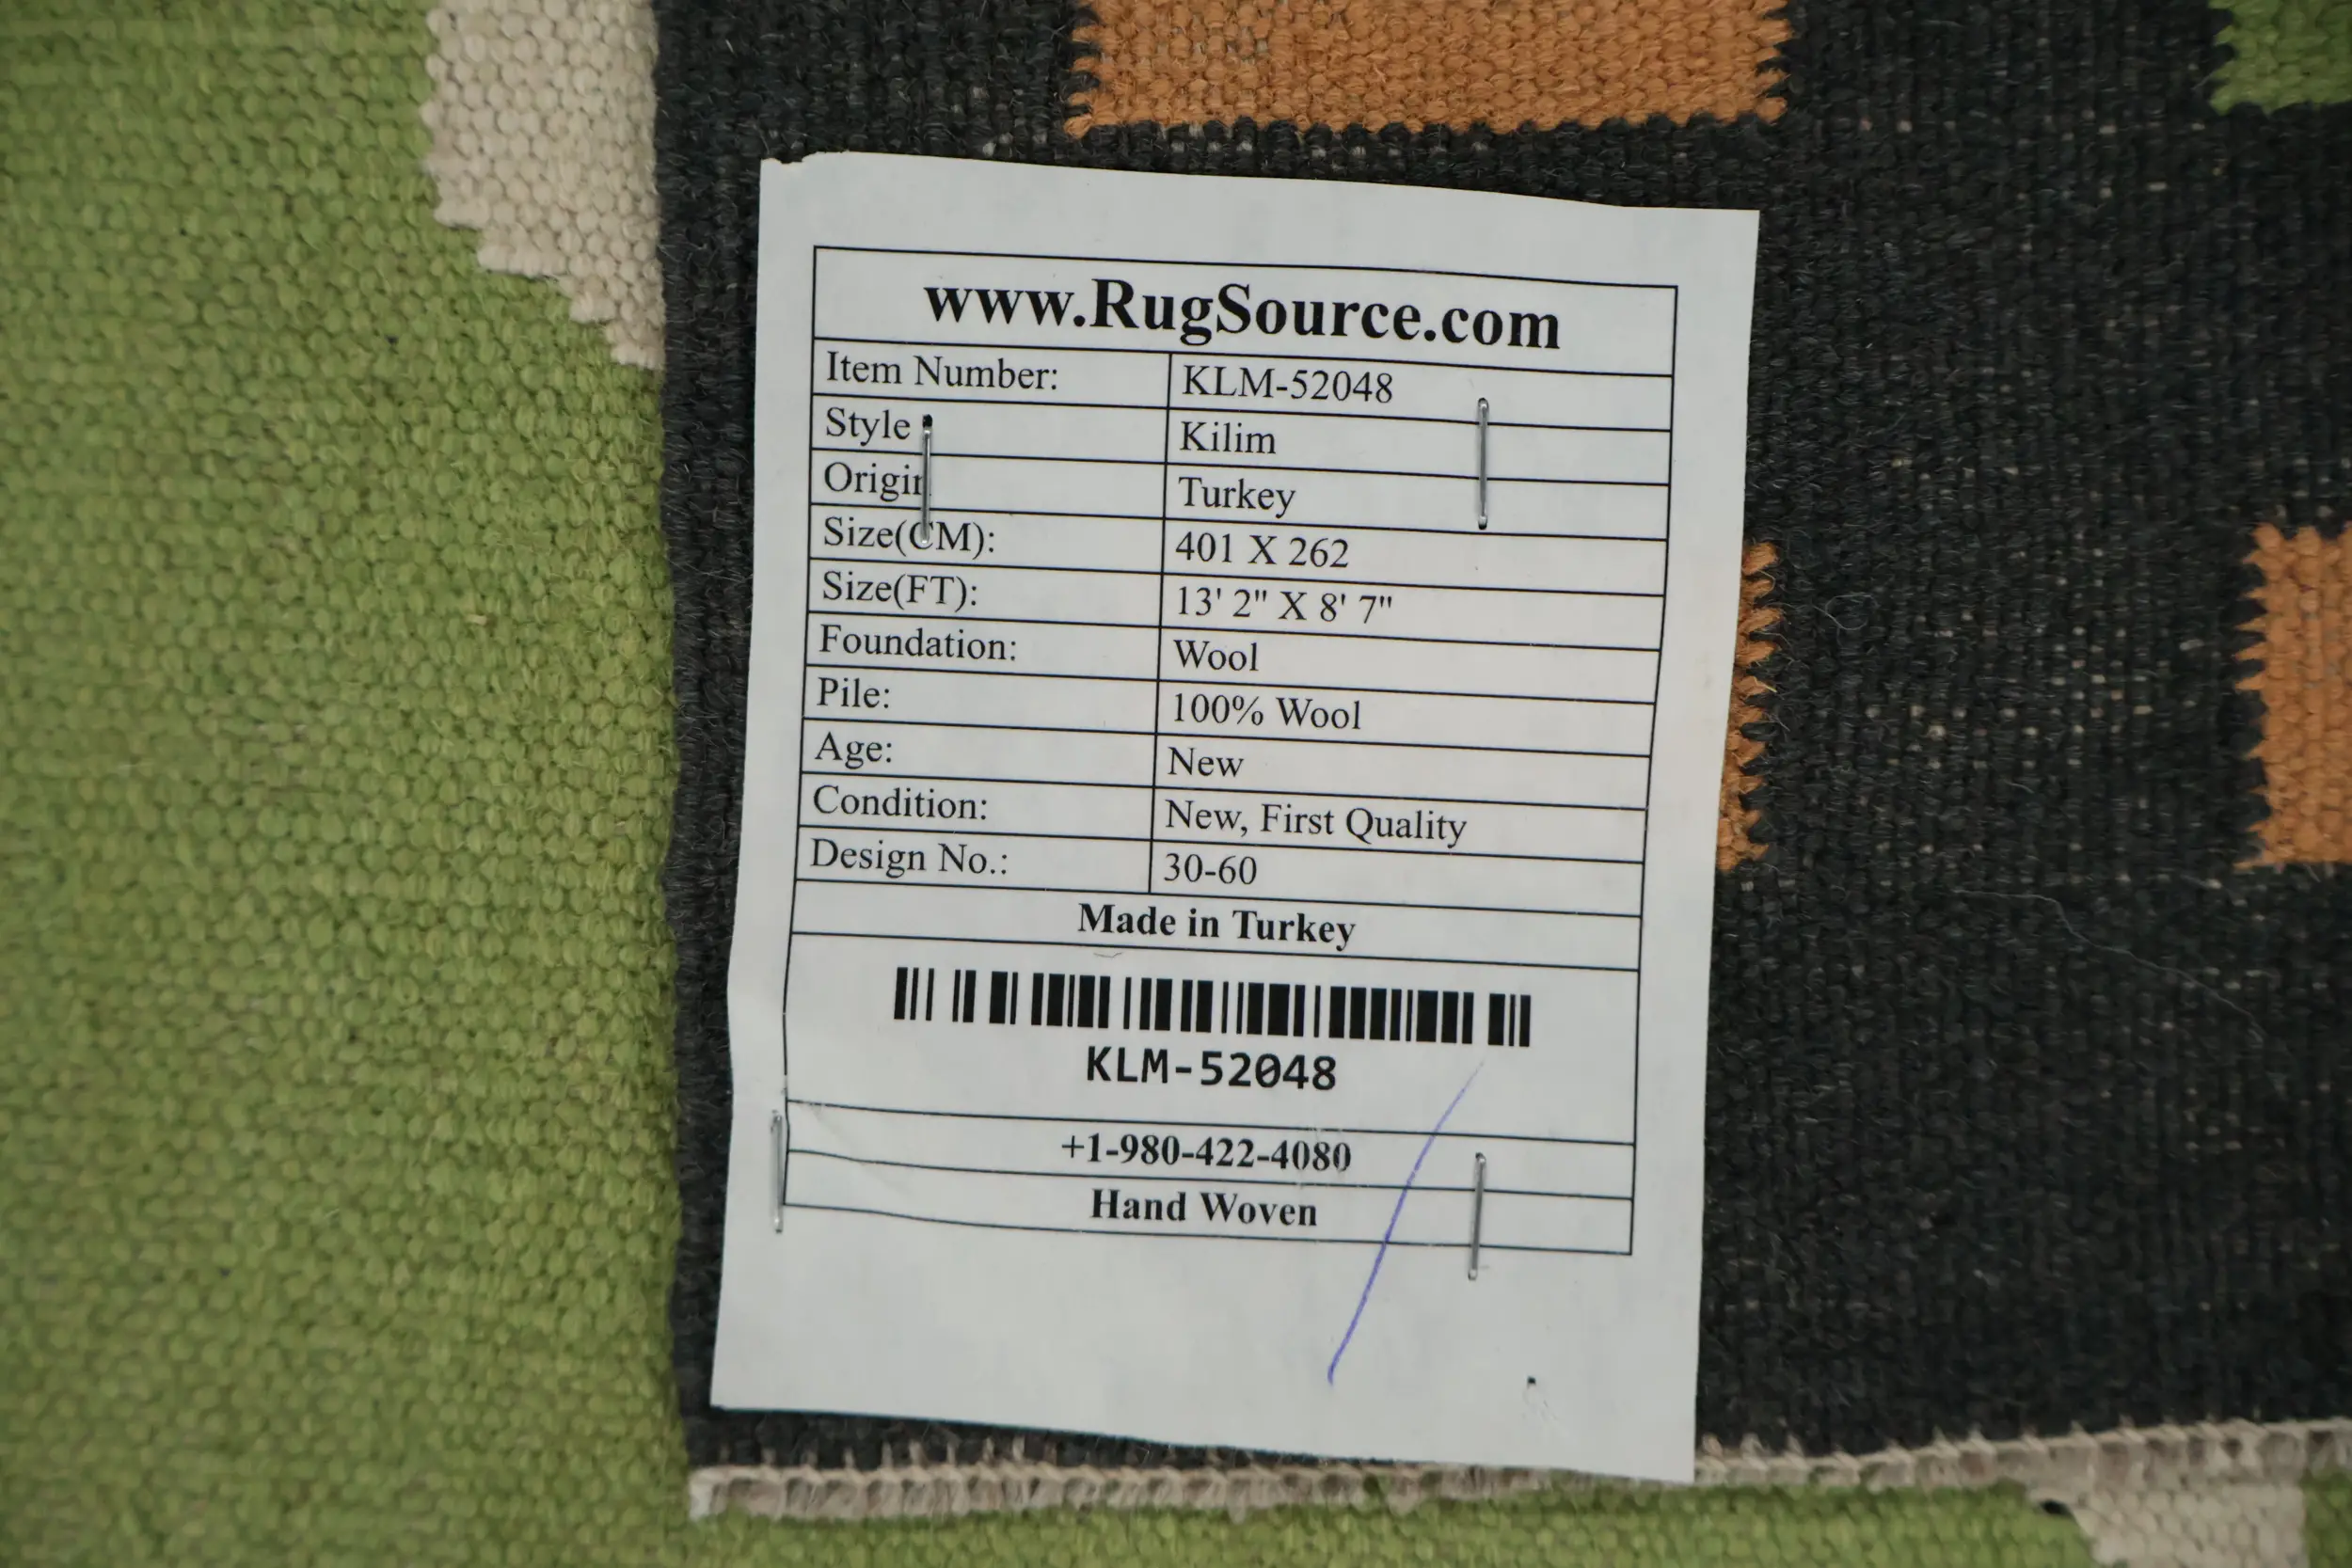 www.RugSource.com
Item Number: KLM-52048
Style Kilim
Origin Turkey
Size(CM): 401 X 262
Size(FT): 13' 2" X 8' 7"
Foundation: Wool
Pile: 100% Wool
Age: New
Condition: New, First Quality
Design No.: 30-60
Made in Turkey
KLM-52048
+1-980-422-4080
Hand Woven